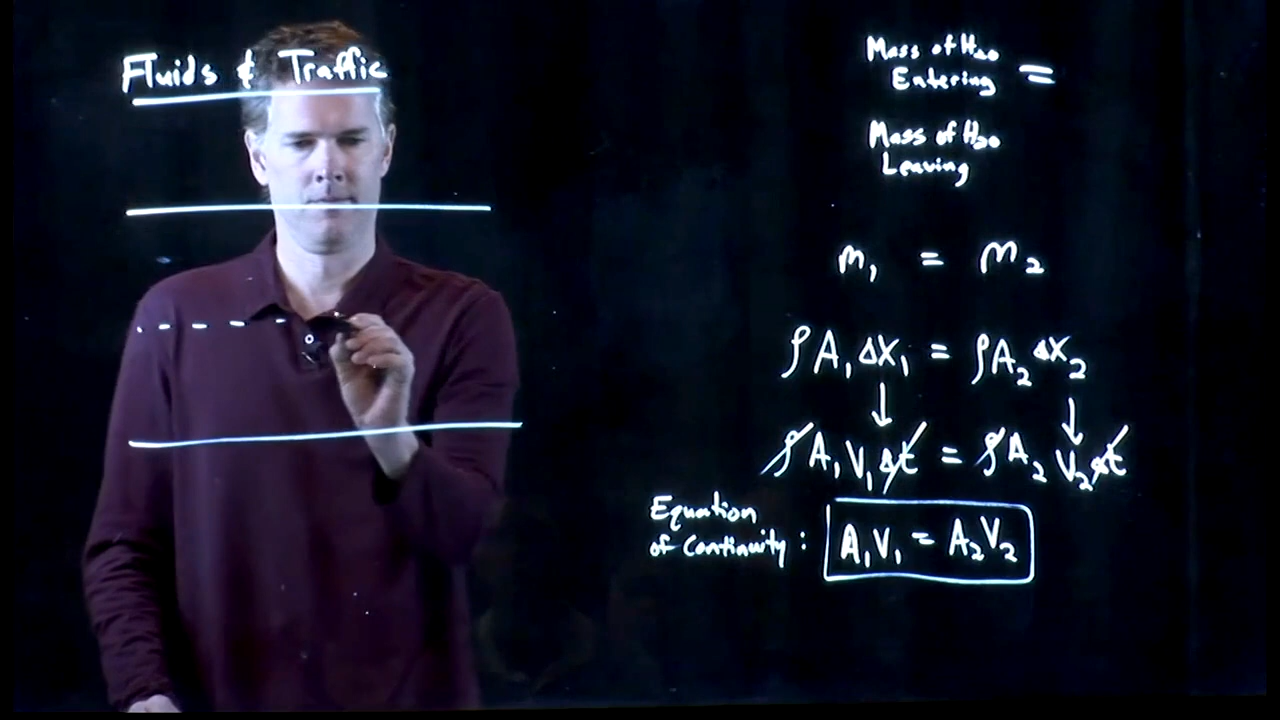 Fluids & Traffic
Mass of H2O
Entering =
Mass of H2O
Leaving
m₁ = m₂
ρA₁Δx₁ = ρA₂Δx₂
↓ ↓
ρA₁V₁Δt = ρA₂V₂Δt
Equation
of Continuity: A₁V₁ = A₂V₂